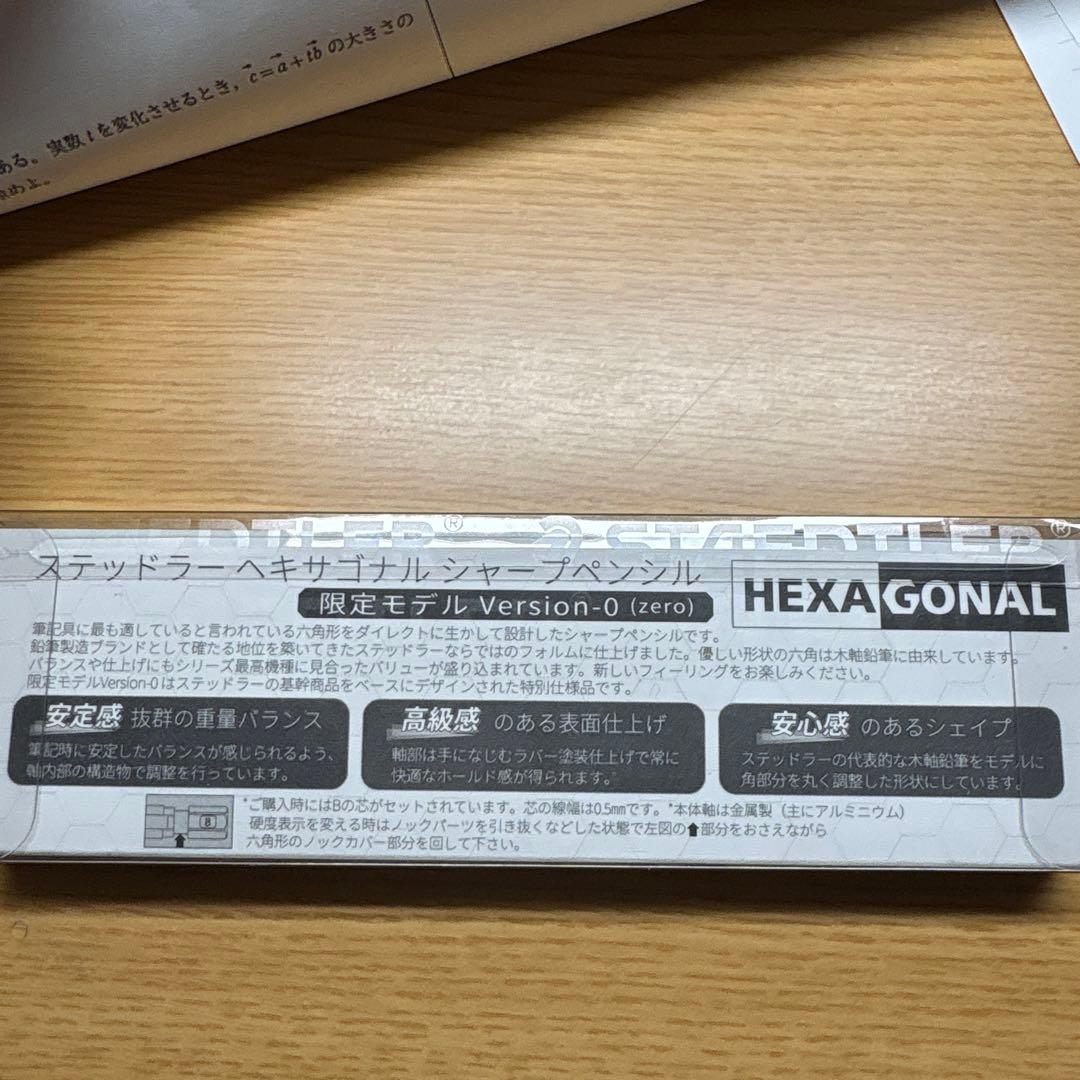 ある。実数tを変化させるとき, c=a+tbの大きさの
求めよ。
STAEDTLER®
ステッドラー ヘキサゴナル シャープペンシル
限定モデル Version-0 (zero)
HEXAGONAL
筆記具に最も適していると言われている六角形をダイレクトに生かして設計したシャープペンシルです。
鉛筆製造ブランドとして確たる地位を築いてきたステッドラーならではのフォルムに仕上げました。優しい形状の六角は木軸鉛筆に由来しています。
バランスや仕上げにもシリーズ最高機種に見合ったバリューが盛り込まれています。新しいフィーリングをお楽しみください。
限定モデルVersion-0はステッドラーの基幹商品をベースにデザインされた特別仕様品です。
安定感 抜群の重量バランス
筆記時に安定したバランスが感じられるよう、
軸内部の構造物で調整を行っています。
高級感 のある表面仕上げ
軸部は手になじむラバー塗装仕上げで常に
快適なホールド感が得られます。
安心感 のあるシェイプ
ステッドラーの代表的な木軸鉛筆をモデルに
角部分を丸く調整した形状にしています。
B
*ご購入時にはBの芯がセットされています。芯の線幅は0.5mmです。*本体軸は金属製（主にアルミニウム）
硬度表示を変える時はノックパーツを引き抜くなどした状態で左図の⬆部分をおさえながら
六角形のノックカバー部分を回して下さい。